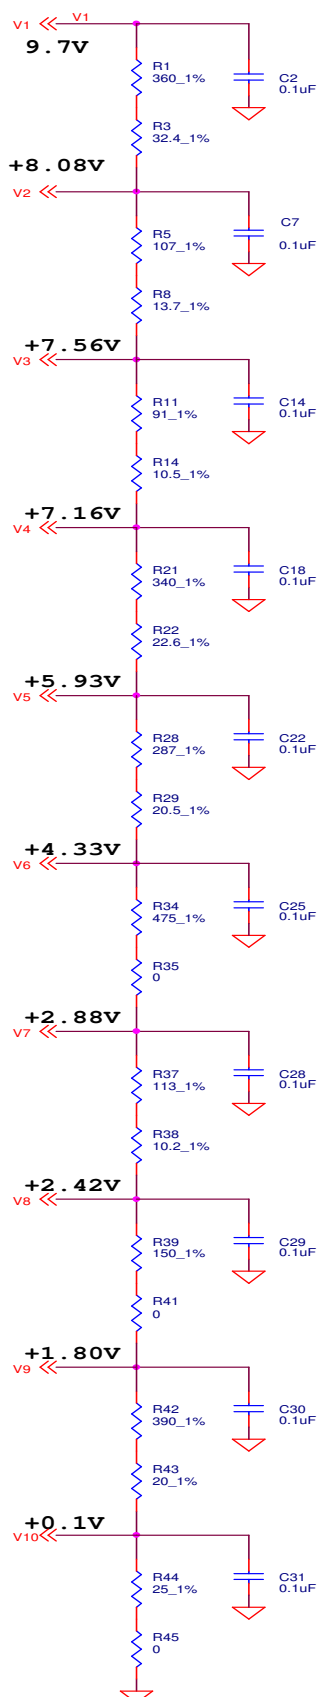 V1 V1
9.7V
R1
360_1%
C2
0.1uF
R3
32.4_1%
+8.08V
V2
R5
107_1%
C7
0.1uF
R8
13.7_1%
+7.56V
V3
R11
91_1%
C14
0.1uF
R14
10.5_1%
+7.16V
V4
R21
340_1%
C18
0.1uF
R22
22.6_1%
+5.93V
V5
R28
287_1%
C22
0.1uF
R29
20.5_1%
+4.33V
V6
R34
475_1%
C25
0.1uF
R35
0
+2.88V
V7
R37
113_1%
C28
0.1uF
R38
10.2_1%
+2.42V
V8
R39
150_1%
C29
0.1uF
R41
0
+1.80V
V9
R42
390_1%
C30
0.1uF
R43
20_1%
+0.1V
V10
R44
25_1%
C31
0.1uF
R45
0